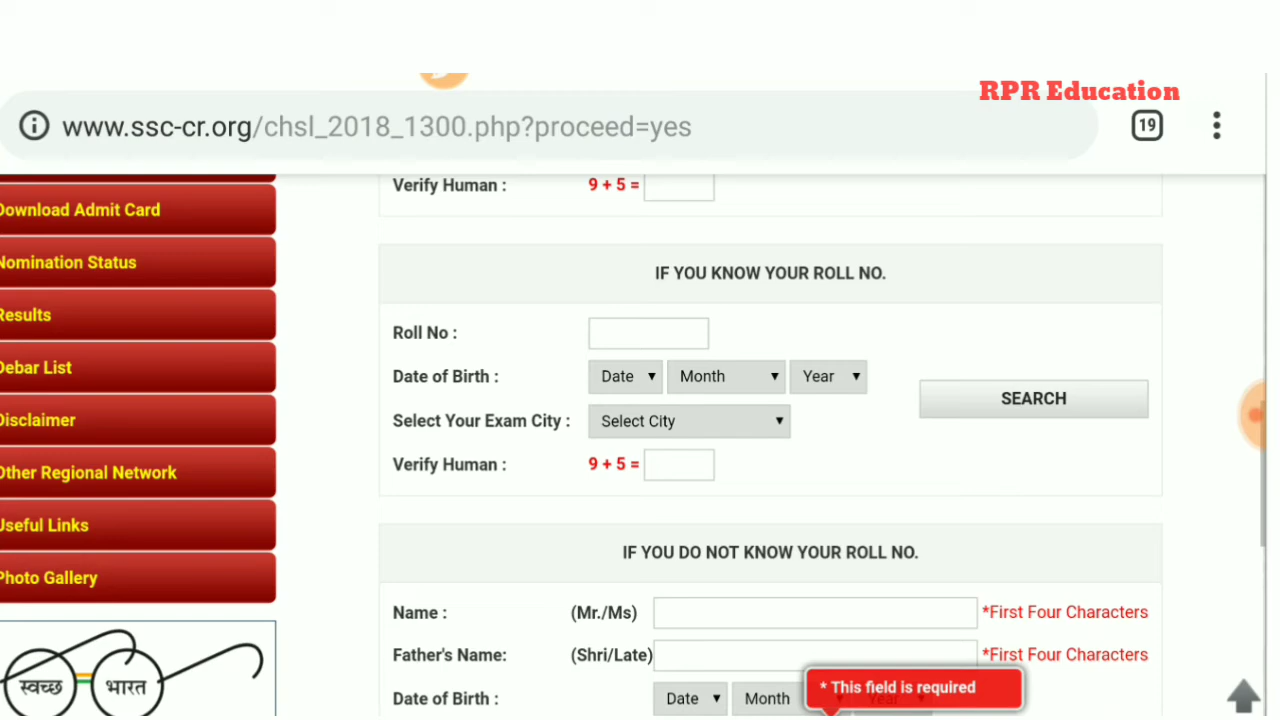 RPR Education
www.ssc-cr.org/chsl_2018_1300.php?proceed=yes
19
Verify Human : 9 + 5 =
Download Admit Card
Nomination Status
Results
Debar List
Disclaimer
Other Regional Network
Useful Links
Photo Gallery
IF YOU KNOW YOUR ROLL NO.
Roll No :
Date of Birth : Date Month Year
SEARCH
Select Your Exam City : Select City
Verify Human : 9 + 5 =
IF YOU DO NOT KNOW YOUR ROLL NO.
Name : (Mr./Ms) *First Four Characters
Father's Name: (Shri/Late) *First Four Characters
* This field is required
Date of Birth : Date Month Year
स्वच्छ भारत